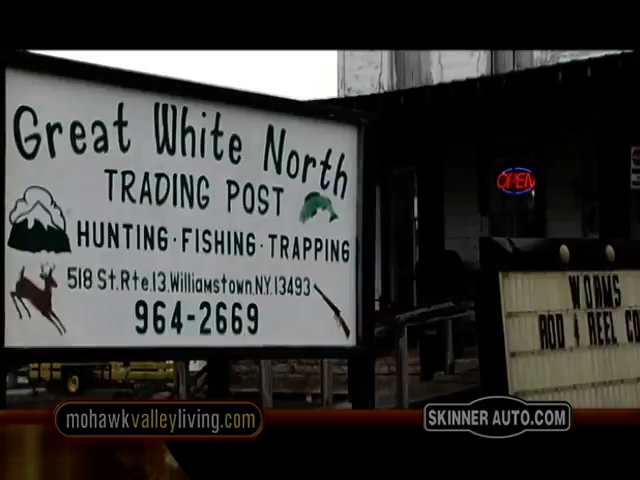 Great White North
TRADING POST
HUNTING·FISHING·TRAPPING
518 St.Rte.13.Williamstown.NY.13493
964-2669
OPEN
WORMS
ROD & REEL CO
mohawkvalleyliving.com
SKINNER AUTO.COM